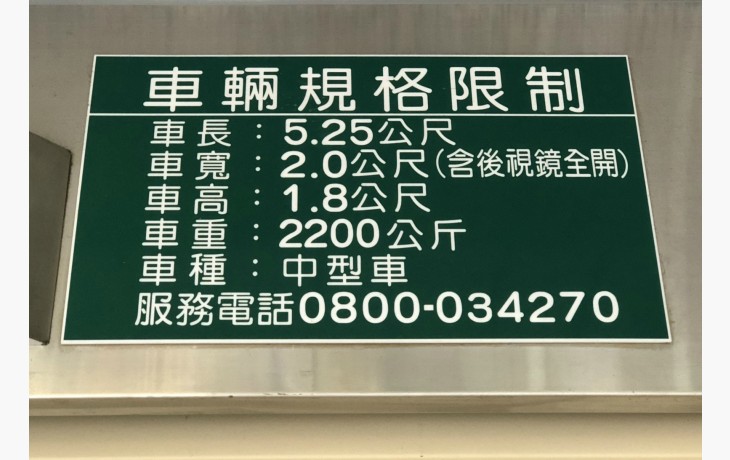 車輛規格限制
車長：5.25公尺
車寬：2.0公尺(含後視鏡全開)
車高：1.8公尺
車重：2200公斤
車種：中型車
服務電話0800-034270